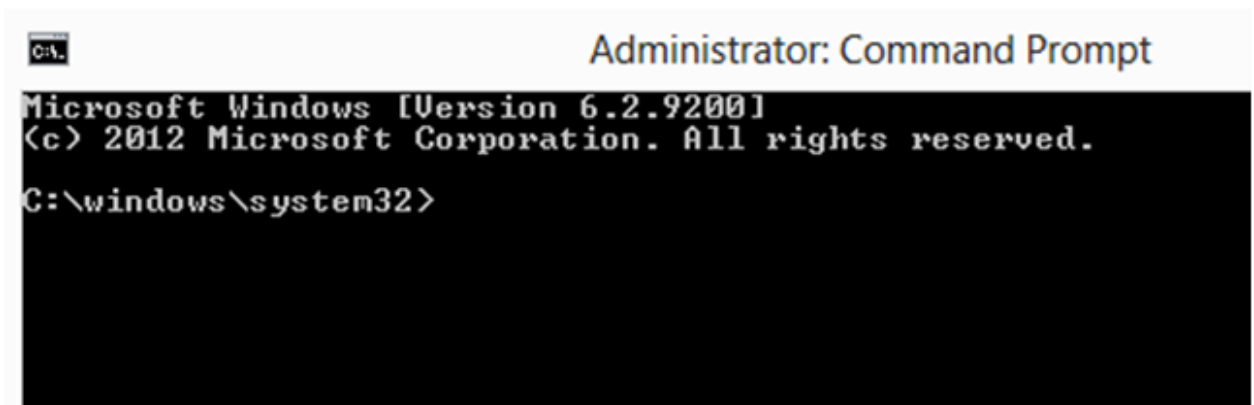 C:\.
Administrator: Command Prompt
Microsoft Windows [Version 6.2.9200]
(c) 2012 Microsoft Corporation. All rights reserved.
C:\windows\system32>